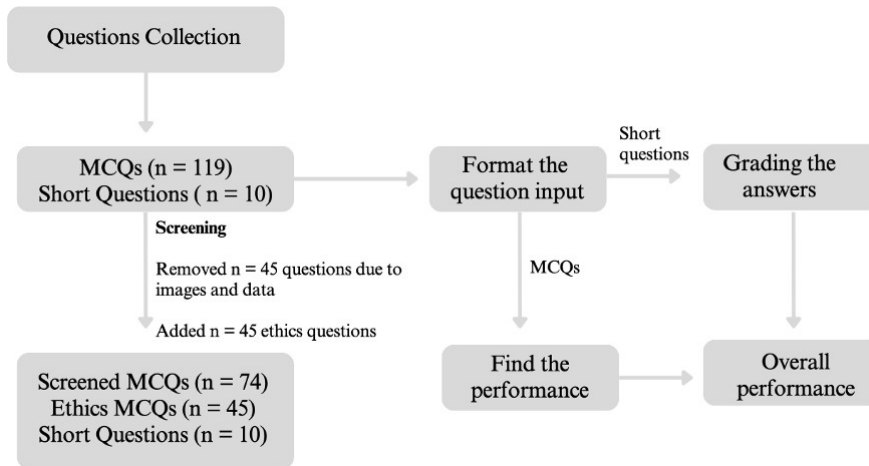 Questions Collection
MCQs (n = 119)
Short Questions ( n = 10)
Screening
Removed n = 45 questions due to
images and data
Added n = 45 ethics questions
Screened MCQs (n = 74)
Ethics MCQs (n = 45)
Short Questions (n = 10)
Format the
question input
Short
questions
Grading the
answers
MCQs
Find the
performance
Overall
performance